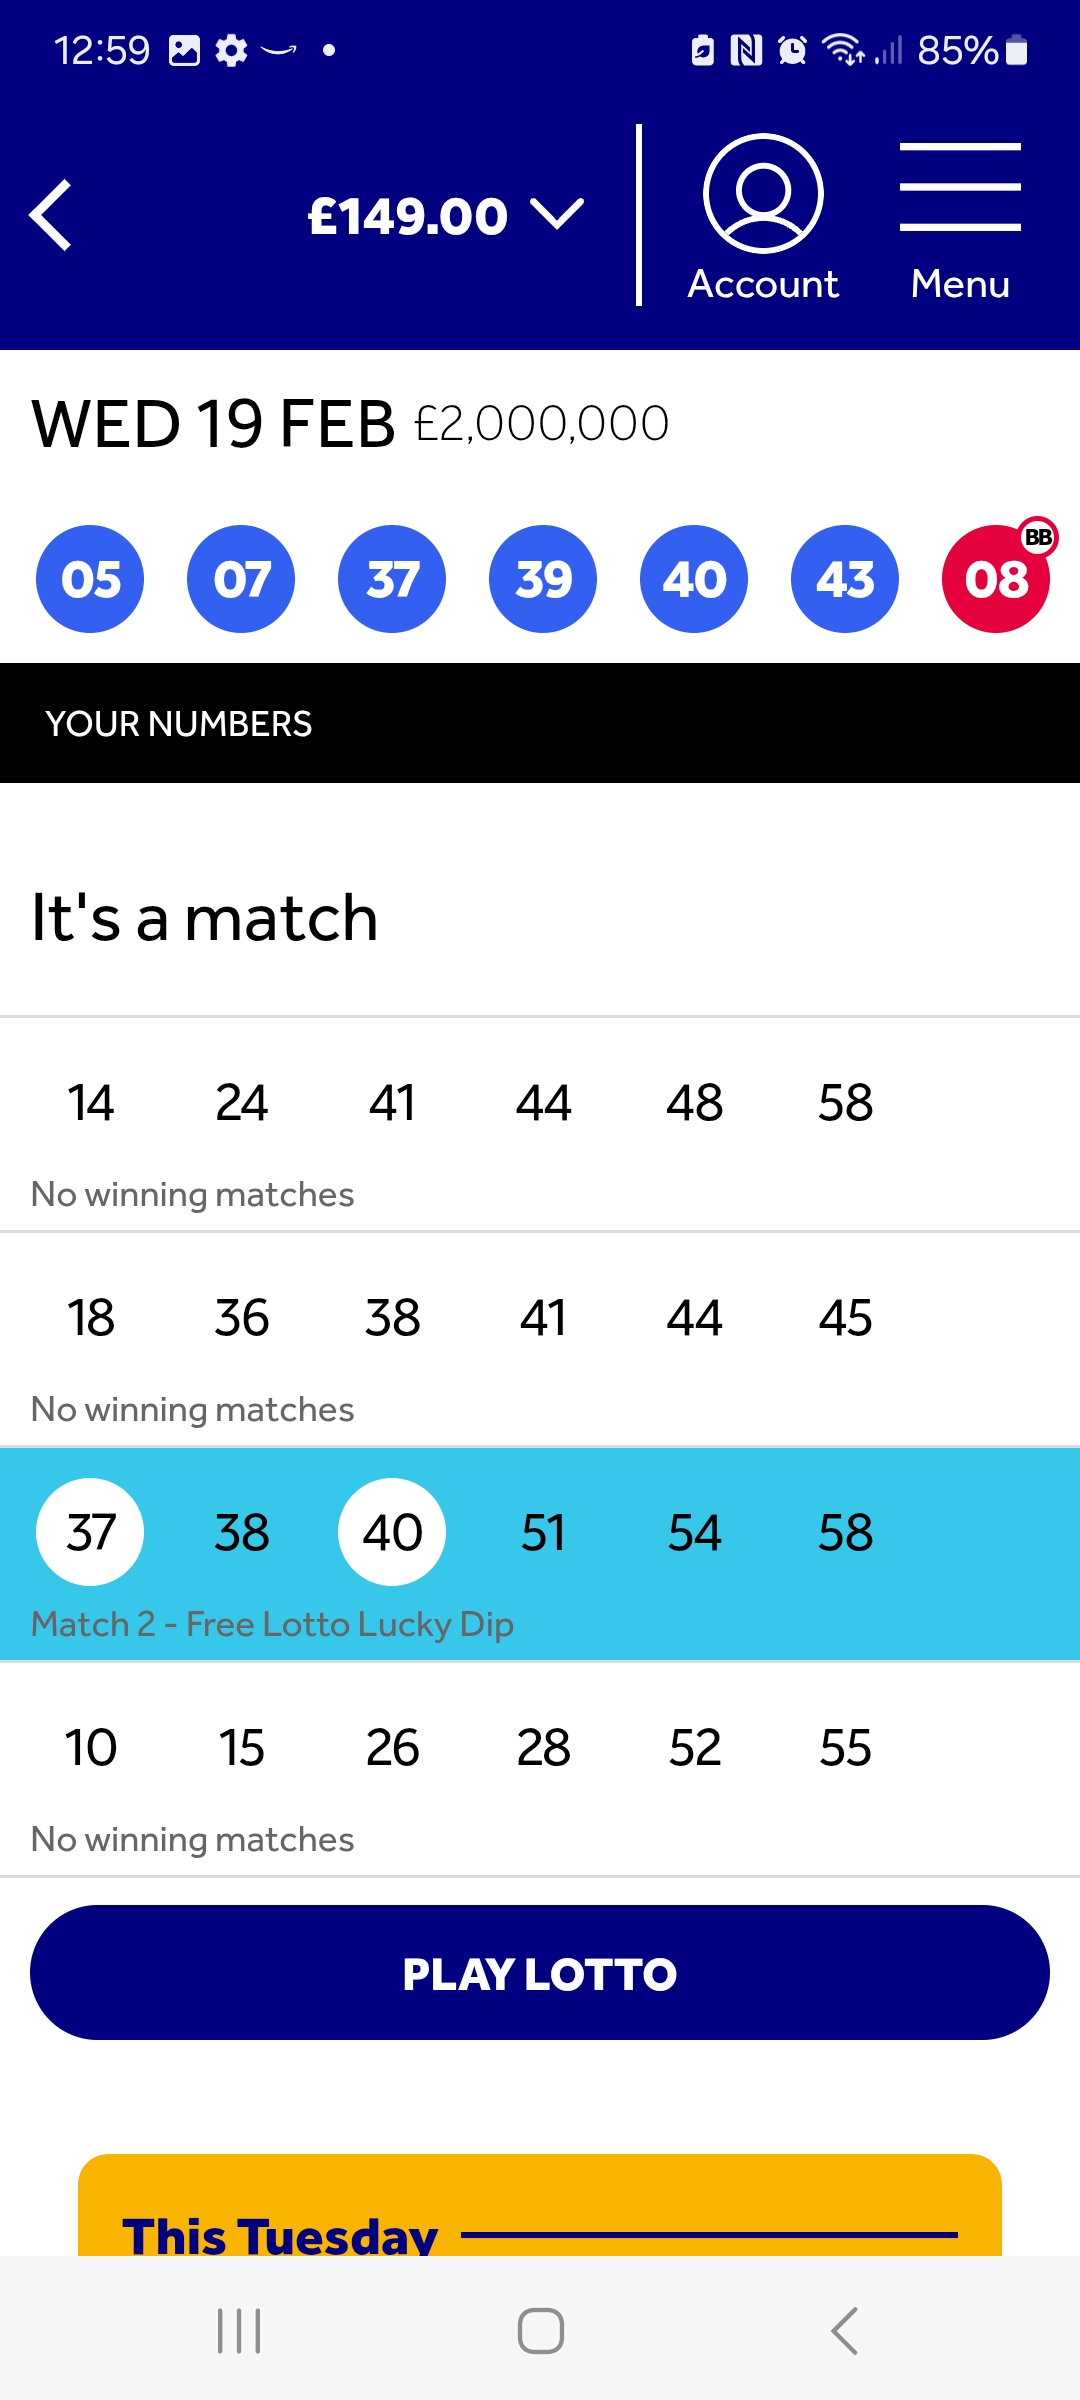 12:59 85%
£149.00
Account Menu
WED 19 FEB £2,000,000
05 07 37 39 40 43 08 BB
YOUR NUMBERS
It's a match
14 24 41 44 48 58
No winning matches
18 36 38 41 44 45
No winning matches
37 38 40 51 54 58
Match 2 - Free Lotto Lucky Dip
10 15 26 28 52 55
No winning matches
PLAY LOTTO
This Tuesday